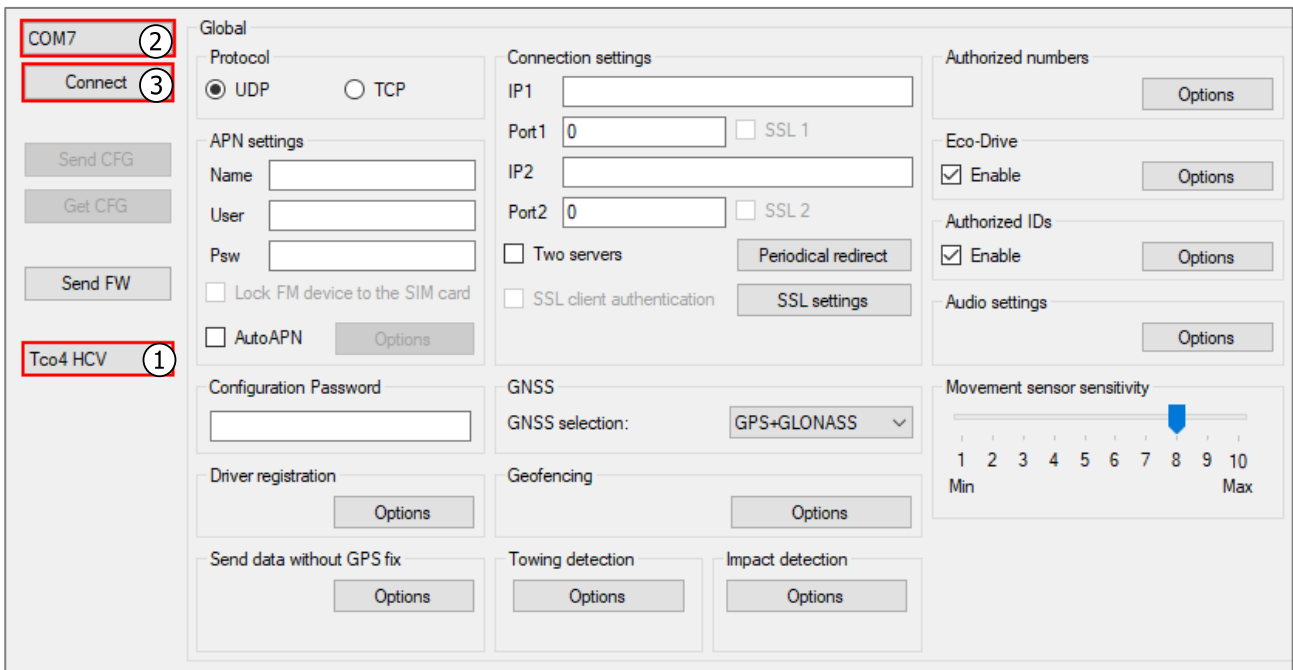 COM7 2
Connect 3
Send CFG
Get CFG
Send FW
Tco4 HCV 1
Global
Protocol
UDP TCP
APN settings
Name
User
Psw
Lock FM device to the SIM card
AutoAPN Options
Configuration Password
Driver registration
Options
Send data without GPS fix
Options
Connection settings
IP1
Port1 0 SSL 1
IP2
Port2 0 SSL 2
Two servers Periodical redirect
SSL client authentication SSL settings
GNSS
GNSS selection: GPS+GLONASS
Geofencing
Options
Towing detection
Options
Impact detection
Options
Authorized numbers
Options
Eco-Drive
Enable Options
Authorized IDs
Enable Options
Audio settings
Options
Movement sensor sensitivity
1 2 3 4 5 6 7 8 9 10
Min Max